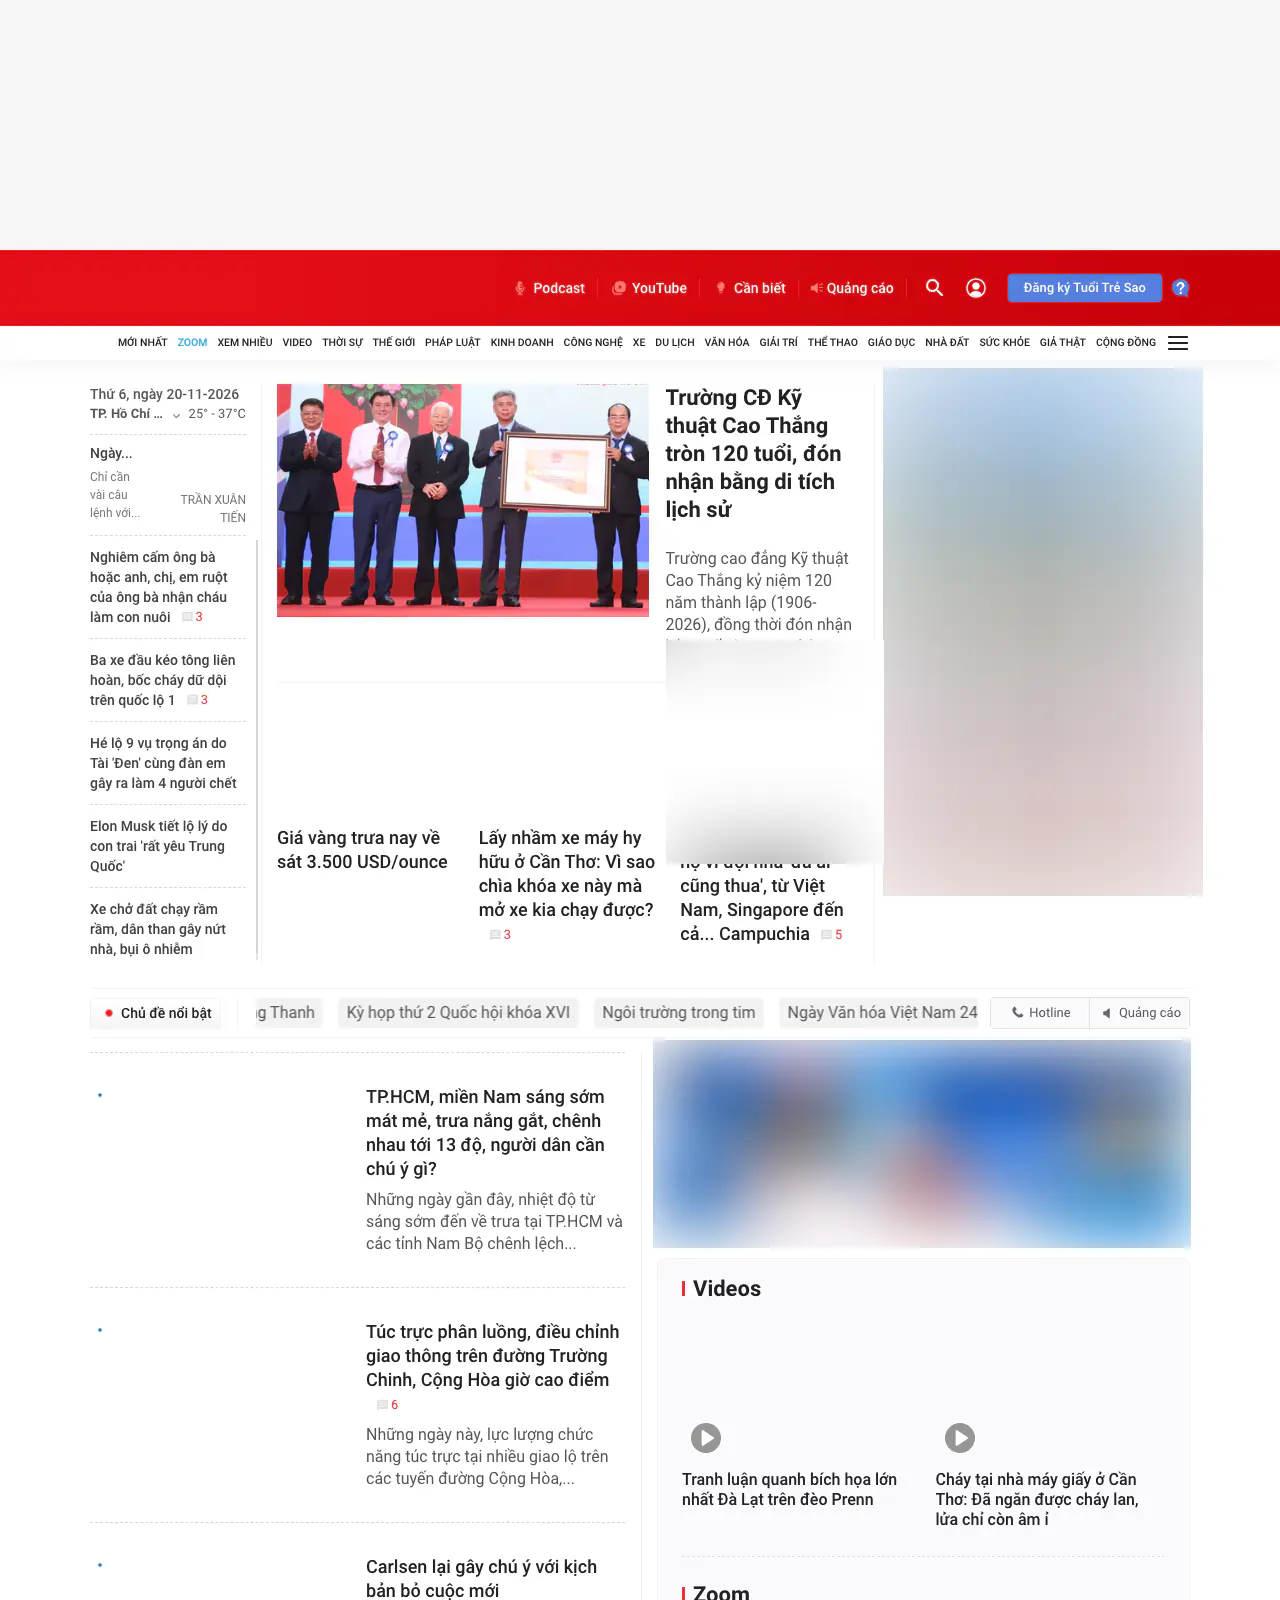 Podcast
YouTube
Cần biết
Quảng cáo
Đăng ký Tuổi Trẻ Sao
MỚI NHẤT ZOOM XEM NHIỀU VIDEO THỜI SỰ THẾ GIỚI PHÁP LUẬT KINH DOANH CÔNG NGHỆ XE DU LỊCH VĂN HÓA GIẢI TRÍ THỂ THAO GIÁO DỤC NHÀ ĐẤT SỨC KHỎE GIẢ THẬT CỘNG ĐỒNG
Thứ 6, ngày 20-11-2026
TP. Hồ Chí ... 25° - 37°C
Ngày...
Chỉ cần
vài câu
lệnh với...
TRẦN XUÂN
TIẾN
Nghiêm cấm ông bà
hoặc anh, chị, em ruột
của ông bà nhận cháu
làm con nuôi 3
Ba xe đầu kéo tông liên
hoàn, bốc cháy dữ dội
trên quốc lộ 1 3
Hé lộ 9 vụ trọng án do
Tài 'Đen' cùng đàn em
gây ra làm 4 người chết
Elon Musk tiết lộ lý do
con trai 'rất yêu Trung
Quốc'
Xe chở đất chạy rầm
rầm, dân than gây nứt
nhà, bụi ô nhiễm
Trường CĐ Kỹ
thuật Cao Thắng
tròn 120 tuổi, đón
nhận bằng di tích
lịch sử
Trường cao đẳng Kỹ thuật
Cao Thắng kỷ niệm 120
năm thành lập (1906-
2026), đồng thời đón nhận
Giá vàng trưa nay về
sát 3.500 USD/ounce
Lấy nhầm xe máy hy
hữu ở Cần Thơ: Vì sao
chìa khóa xe này mà
mở xe kia chạy được?
3
cũng thua', từ Việt
Nam, Singapore đến
cả... Campuchia 5
Chủ đề nổi bật
g Thanh
Kỳ họp thứ 2 Quốc hội khóa XVI
Ngôi trường trong tim
Ngày Văn hóa Việt Nam 24
Hotline
Quảng cáo
TP.HCM, miền Nam sáng sớm
mát mẻ, trưa nắng gắt, chênh
nhau tới 13 độ, người dân cần
chú ý gì?
Những ngày gần đây, nhiệt độ từ
sáng sớm đến về trưa tại TP.HCM và
các tỉnh Nam Bộ chênh lệch...
Túc trực phân luồng, điều chỉnh
giao thông trên đường Trường
Chinh, Cộng Hòa giờ cao điểm
6
Những ngày này, lực lượng chức
năng túc trực tại nhiều giao lộ trên
các tuyến đường Cộng Hòa,...
Carlsen lại gây chú ý với kịch
bản bỏ cuộc mới
Videos
Tranh luận quanh bích họa lớn
nhất Đà Lạt trên đèo Prenn
Cháy tại nhà máy giấy ở Cần
Thơ: Đã ngăn được cháy lan,
lửa chỉ còn âm ỉ
Zoom